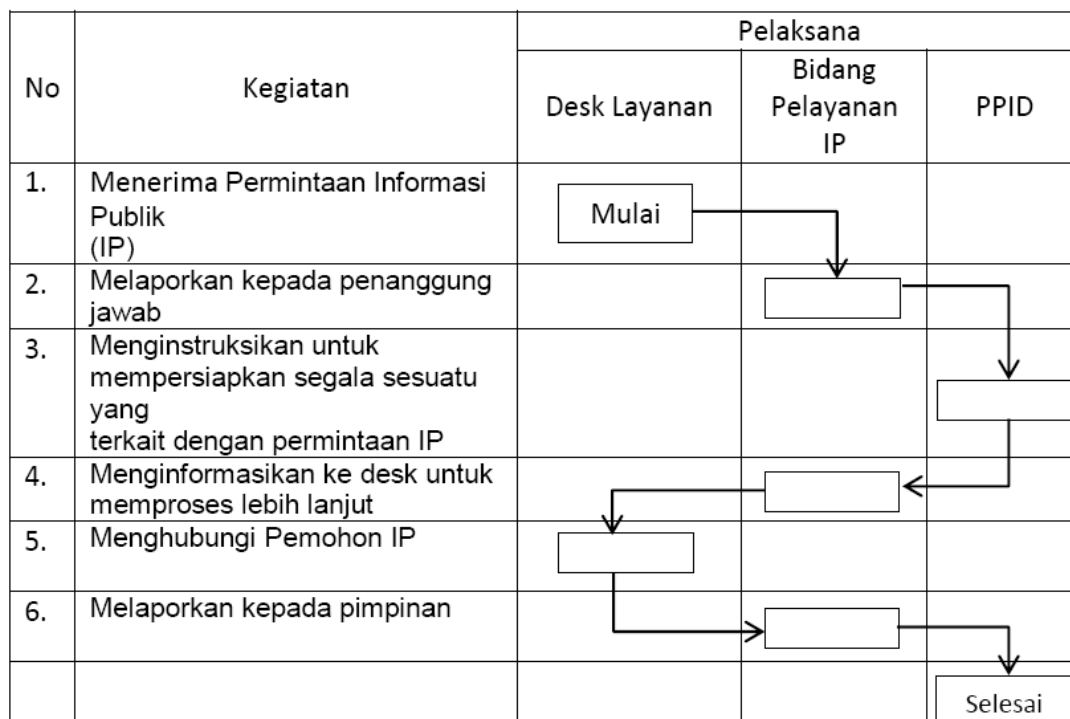 No
Kegiatan
Pelaksana
Desk Layanan
Bidang
Pelayanan
IP
PPID
1.
Menerima Permintaan Informasi
Publik
(IP)
Mulai
2.
Melaporkan kepada penanggung
jawab
3.
Menginstruksikan untuk
mempersiapkan segala sesuatu
yang
terkait dengan permintaan IP
4.
Menginformasikan ke desk untuk
memproses lebih lanjut
5.
Menghubungi Pemohon IP
6.
Melaporkan kepada pimpinan
Selesai